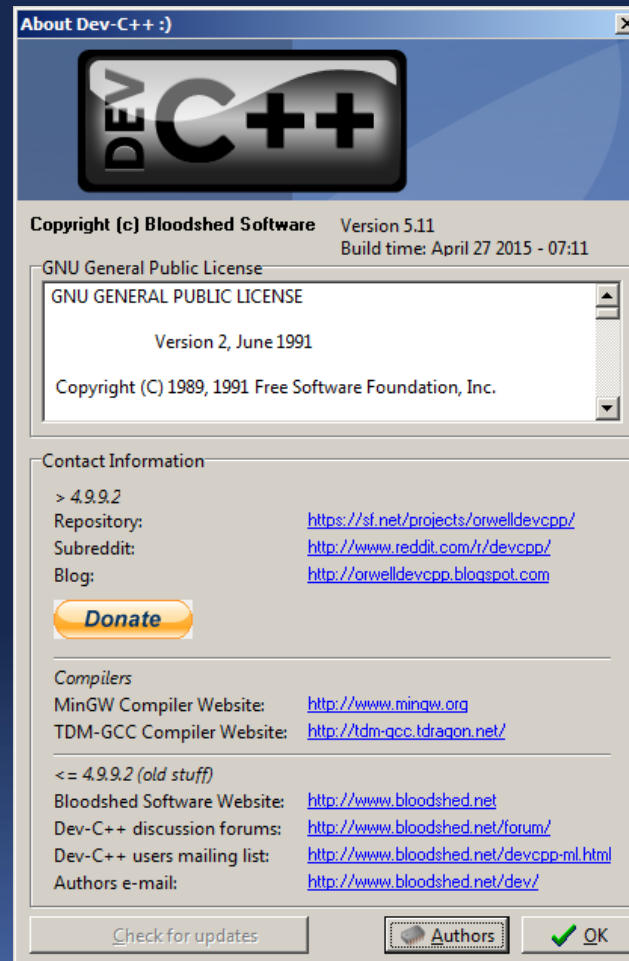 About Dev-C++ :)
DEV C++
Copyright (c) Bloodshed Software
Version 5.11
Build time: April 27 2015 - 07:11
GNU General Public License
GNU GENERAL PUBLIC LICENSE
Version 2, June 1991
Copyright (C) 1989, 1991 Free Software Foundation, Inc.
Contact Information
> 4.9.9.2
Repository: https://sf.net/projects/orwelldevcpp/
Subreddit: http://www.reddit.com/r/devcpp/
Blog: http://orwelldevcpp.blogspot.com
Donate
Compilers
MinGW Compiler Website: http://www.mingw.org
TDM-GCC Compiler Website: http://tdm-gcc.tdragon.net/
<= 4.9.9.2 (old stuff)
Bloodshed Software Website: http://www.bloodshed.net
Dev-C++ discussion forums: http://www.bloodshed.net/forum/
Dev-C++ users mailing list: http://www.bloodshed.net/devcpp-ml.html
Authors e-mail: http://www.bloodshed.net/dev/
Check for updates Authors OK